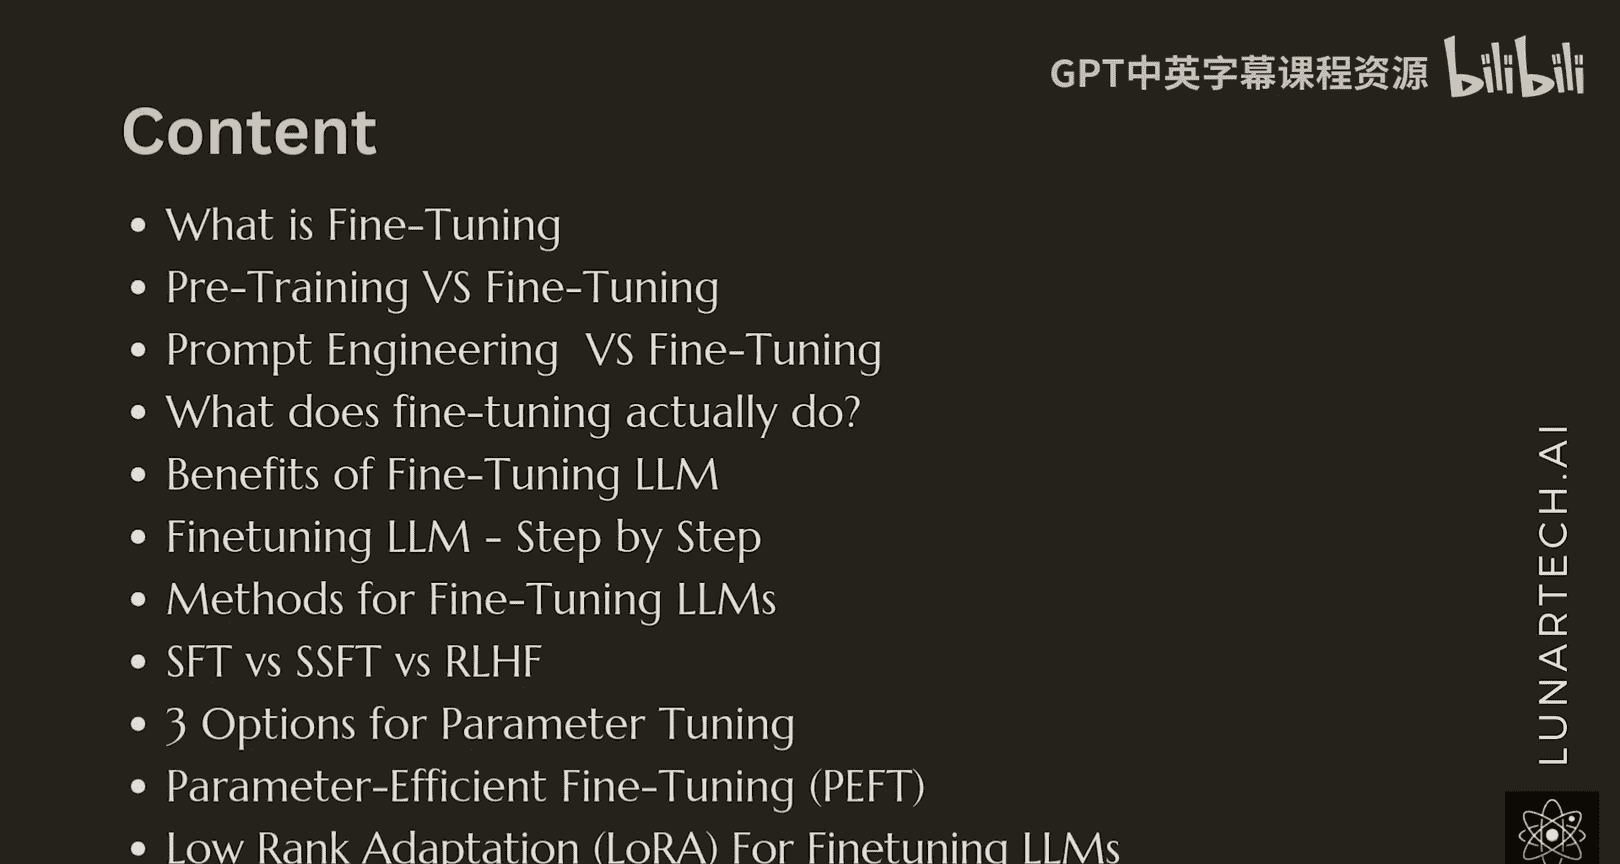 GPT中英字幕课程资源 bilibili
Content
• What is Fine-Tuning
• Pre-Training VS Fine-Tuning
• Prompt Engineering  VS Fine-Tuning
• What does fine-tuning actually do?
• Benefits of Fine-Tuning LLM
• Finetuning LLM - Step by Step
• Methods for Fine-Tuning LLMs
• SFT vs SSFT vs RLHF
• 3 Options for Parameter Tuning
• Parameter-Efficient Fine-Tuning (PEFT)
• Low Rank Adaptation (LoRA) For Finetuning LLMs
LUNARTECH.AI